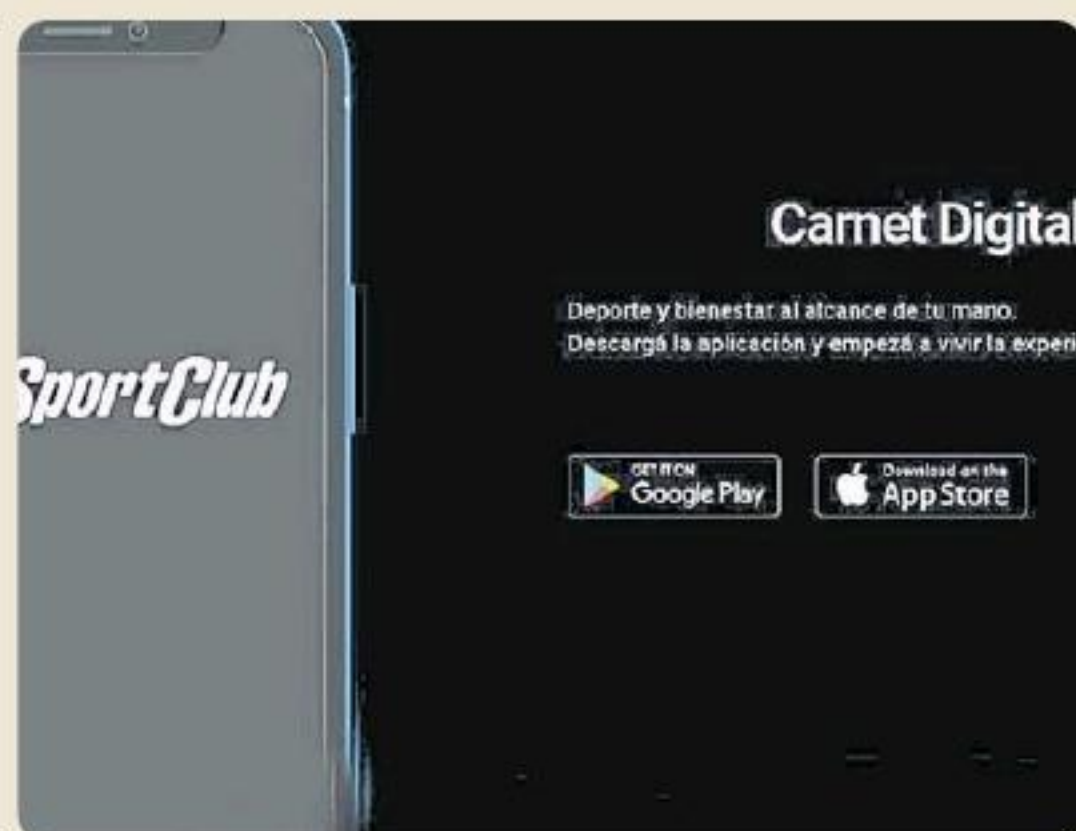 SportClub
Carnet Digital
Deporte y bienestar al alcance de tu mano.
Descargá la aplicación y empezá a vivir la experi
GET IT ON
Google Play
Download on the
App Store